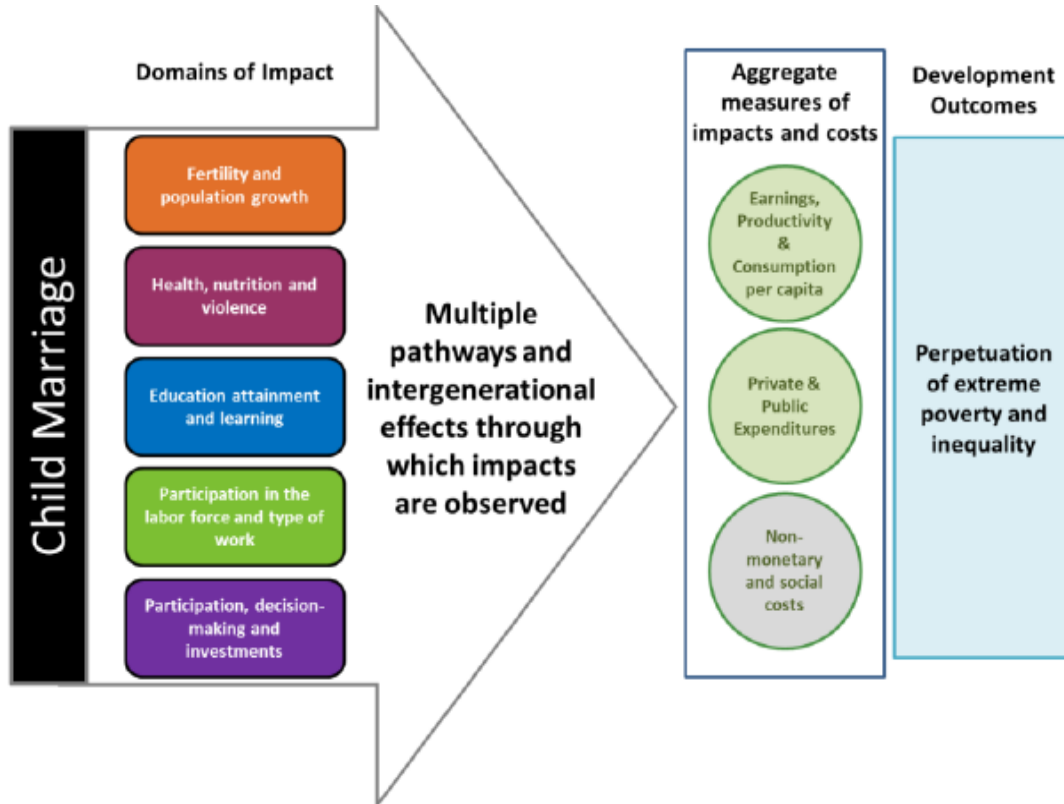 Domains of Impact
Child Marriage
Fertility and
population growth
Health, nutrition and
violence
Education attainment
and learning
Participation in the
labor force and type of
work
Participation, decision-
making and
investments
Multiple
pathways and
intergenerational
effects through
which impacts
are observed
Aggregate
measures of
impacts and costs
Earnings,
Productivity
&
Consumption
per capita
Private &
Public
Expenditures
Non-
monetary
and social
costs
Development
Outcomes
Perpetuation
of extreme
poverty and
inequality